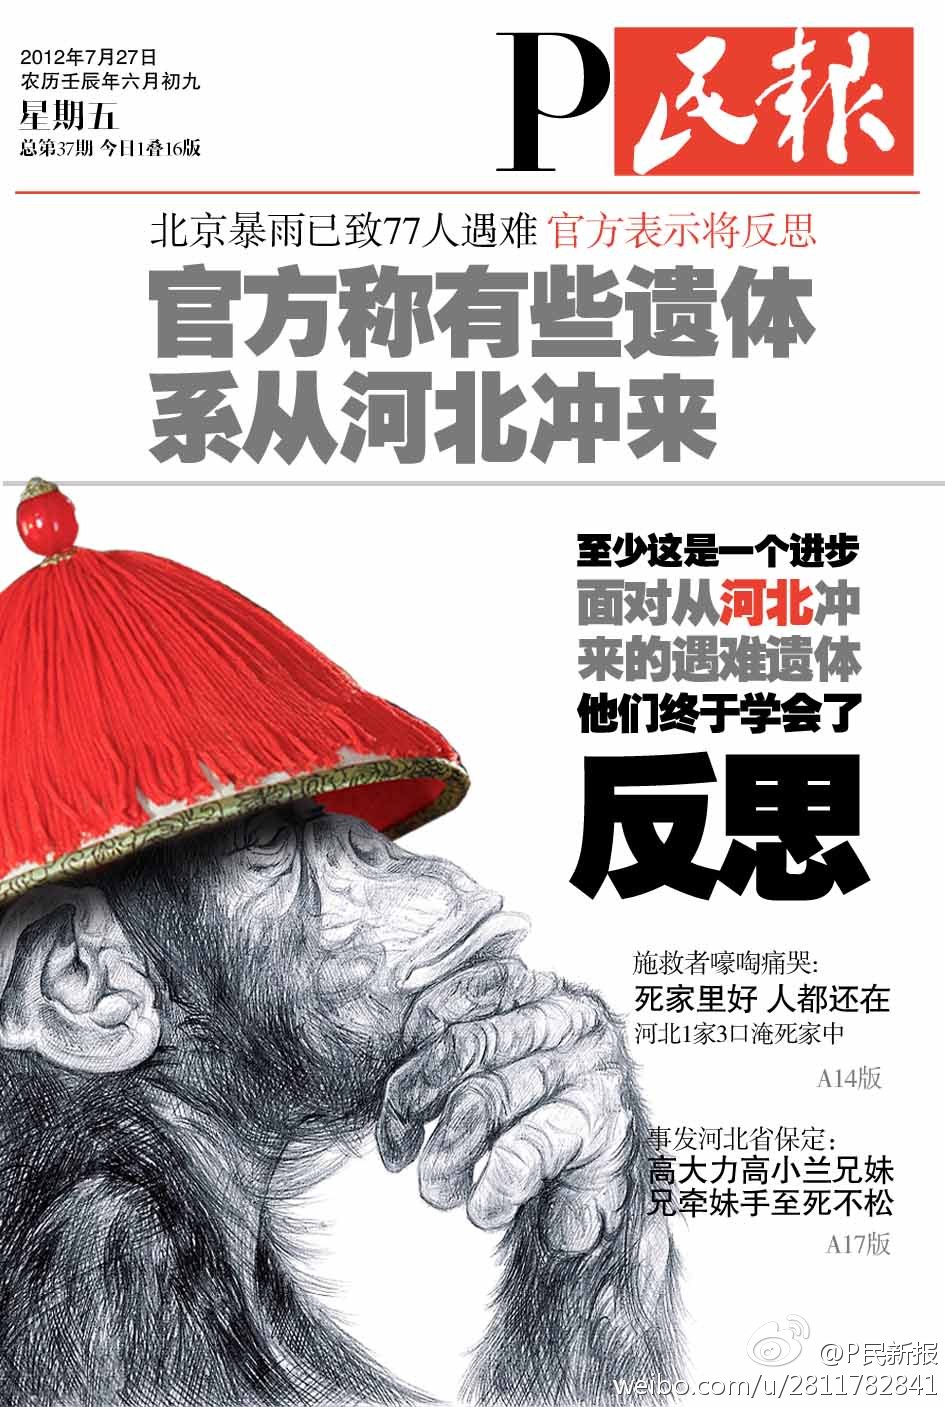 2012年7月27日
农历壬辰年六月初九
星期五
总第37期 今日1叠16版
P民報
北京暴雨已致77人遇难 官方表示将反思
官方称有些遗体
系从河北冲来
至少这是一个进步
面对从河北冲
来的遇难遗体
他们终于学会了
反思
施救者嚎啕痛哭:
死家里好 人都还在
河北1家3口淹死家中
A14版
事发河北省保定:
高大力高小兰兄妹
兄牵妹手至死不松
A17版
@P民新报
weibo.com/u/2811782841